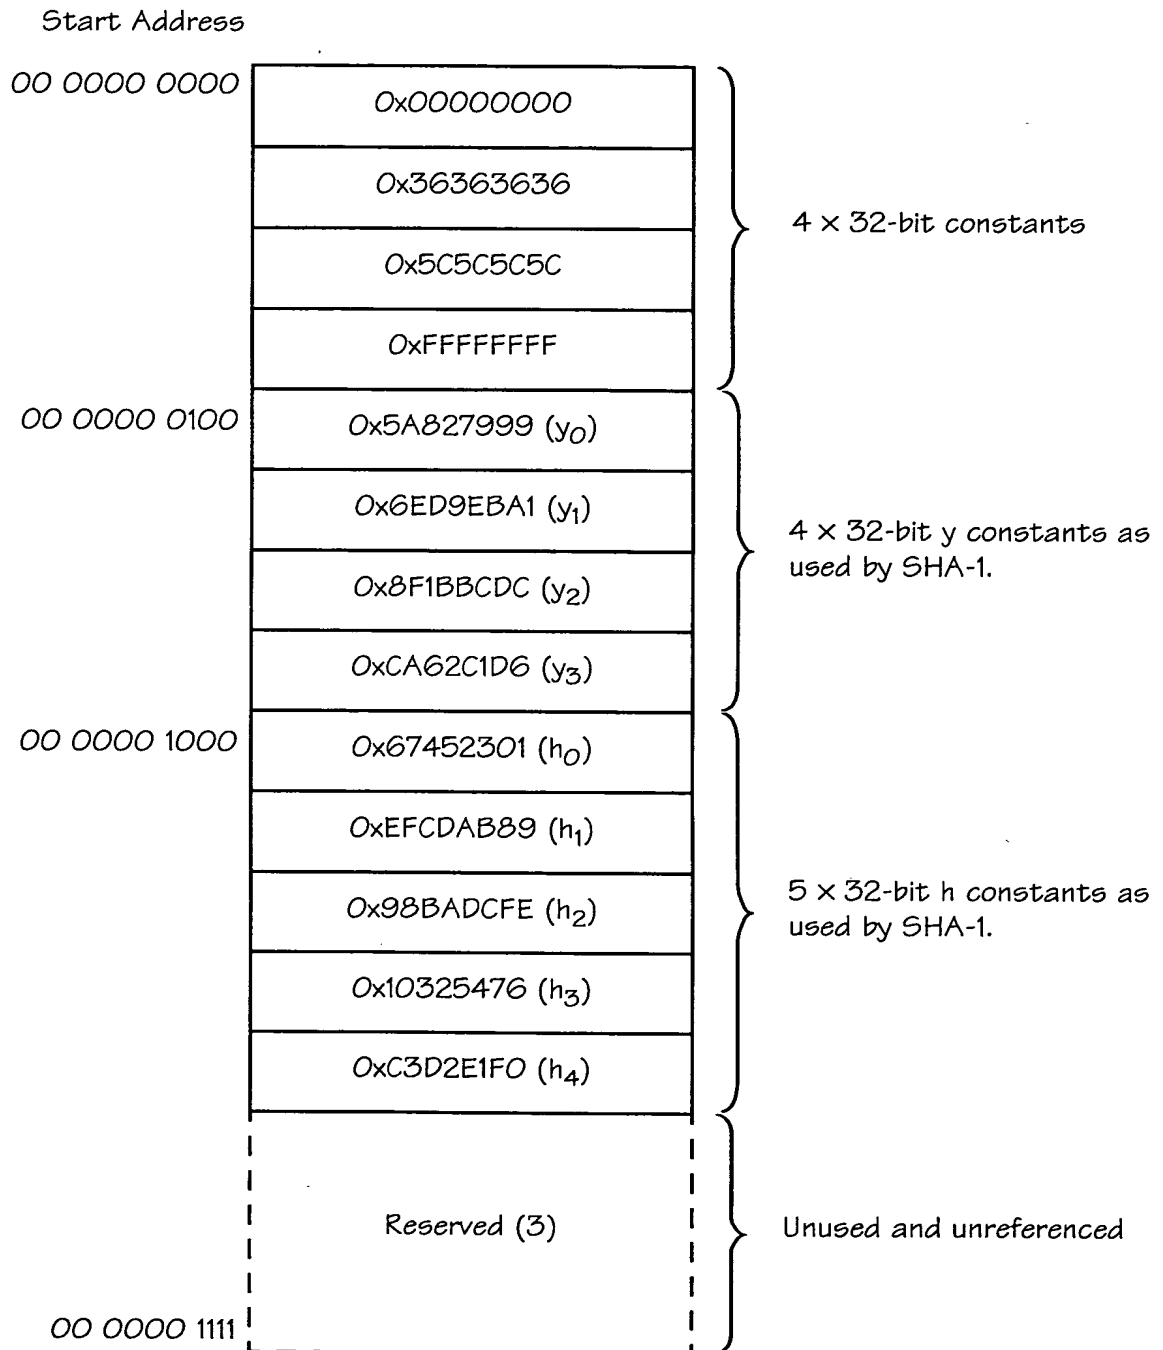 Start Address
00 0000 0000
0x00000000
0x36363636
4 × 32-bit constants
0x5C5C5C5C
0xFFFFFFFF
00 0000 0100
0x5A827999 (y0)
0x6ED9EBA1 (y1)
4 × 32-bit y constants as
used by SHA-1.
0x8F1BBCDC (y2)
0xCA62C1D6 (y3)
00 0000 1000
0x67452301 (h0)
0xEFCDAB89 (h1)
0x98BADCFE (h2)
5 × 32-bit h constants as
used by SHA-1.
0x10325476 (h3)
0xC3D2E1F0 (h4)
Reserved (3)
Unused and unreferenced
00 0000 1111